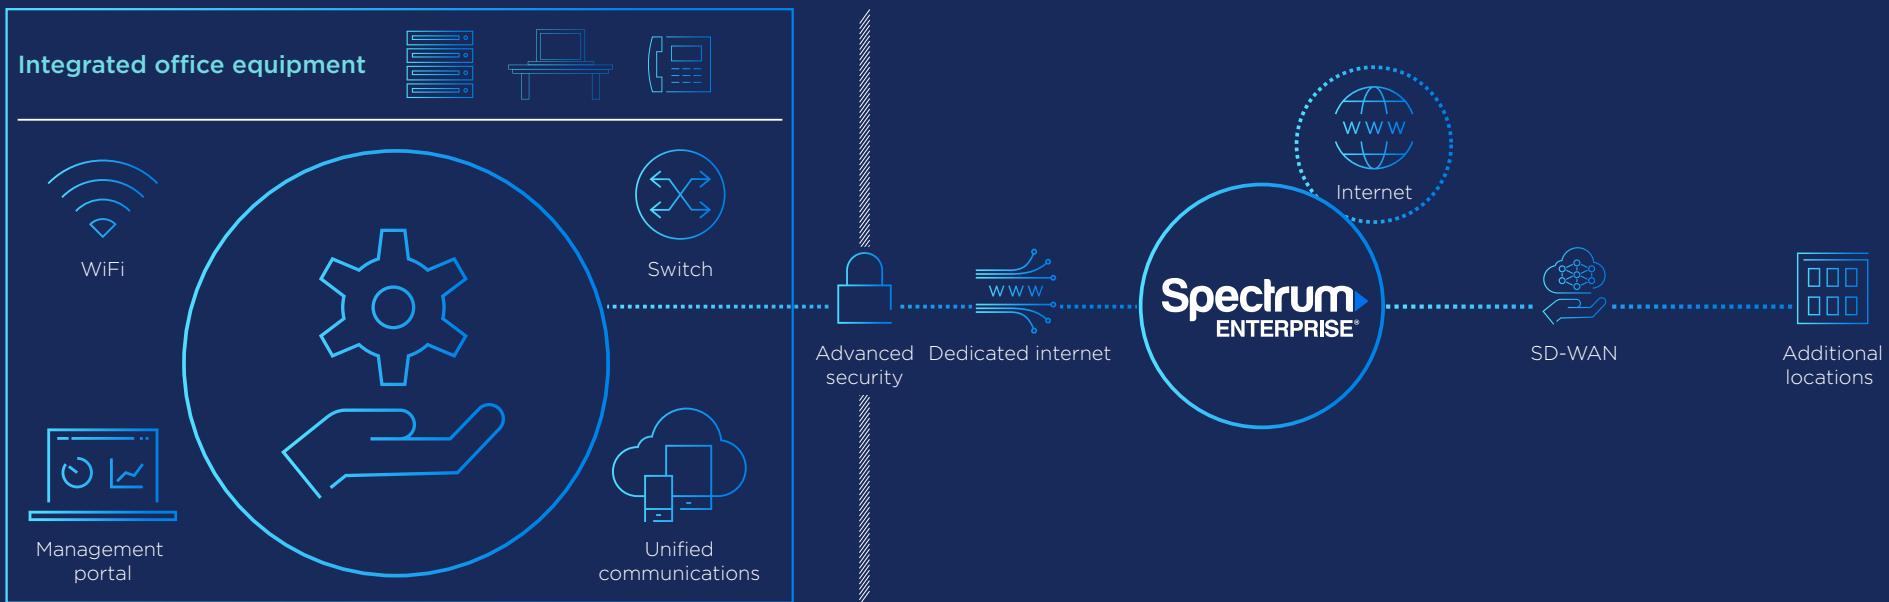 Integrated office equipment
WiFi
Switch
Management
portal
Unified
communications
Advanced
security
WWW
Dedicated internet
Spectrum
ENTERPRISE®
WWW
Internet
SD-WAN
Additional
locations